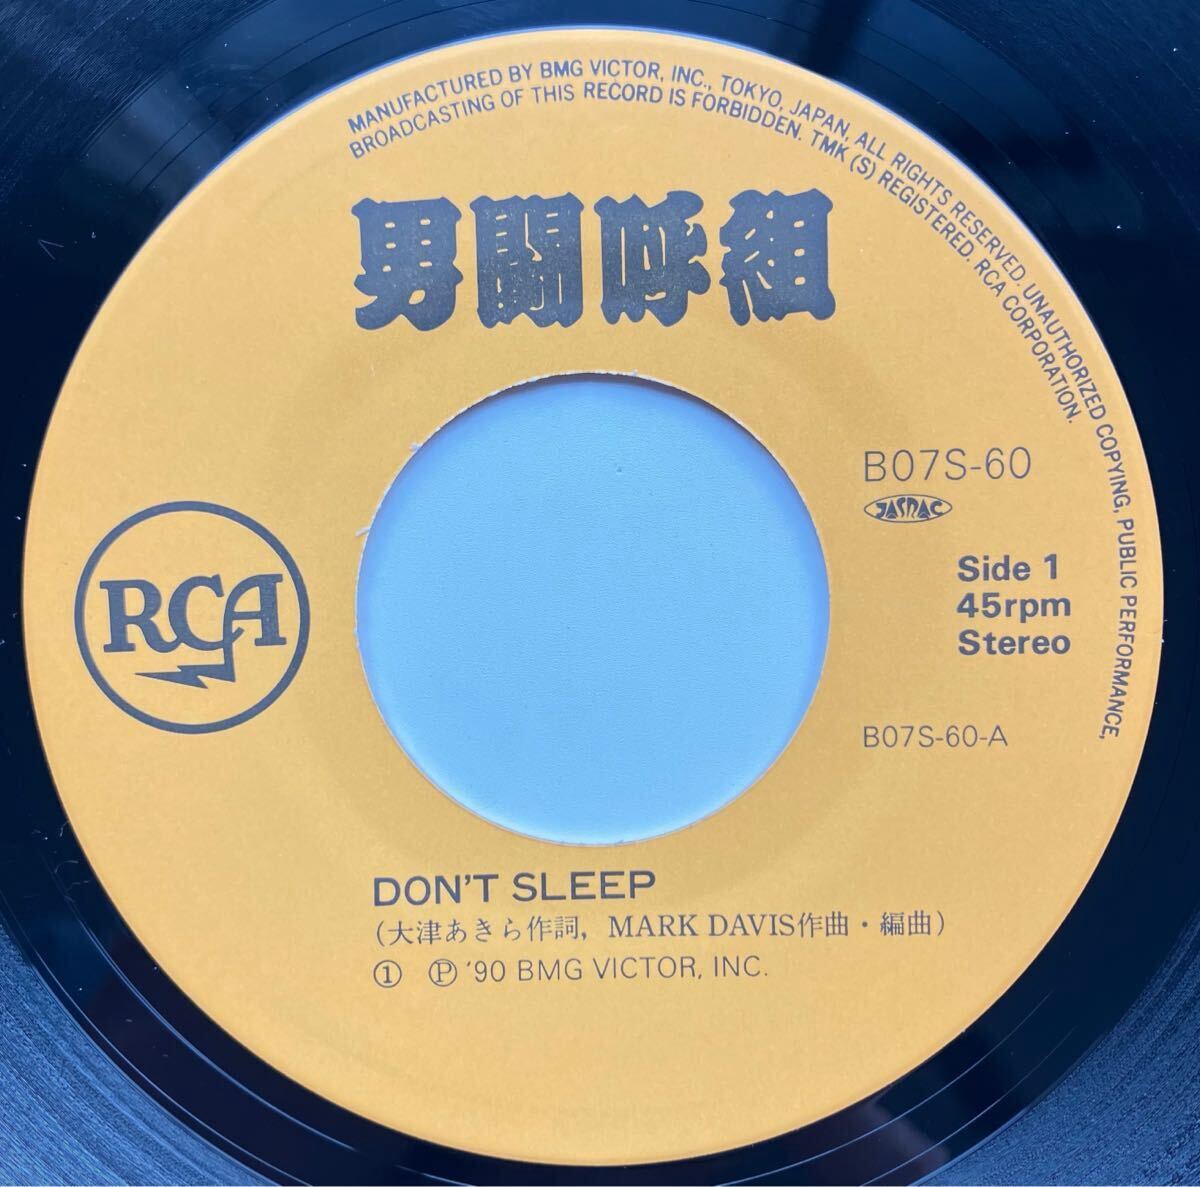 MANUFACTURED BY BMG VICTOR, INC., TOKYO, JAPAN, ALL RIGHTS RESERVED. UNAUTHORIZED COPYING, PUBLIC PERFORMANCE,
BROADCASTING OF THIS RECORD IS FORBIDDEN. TMK (S) REGISTERED. RCA CORPORATION.
男闘呼組
B07S-60
JASRAC
Side 1
45rpm
Stereo
RCA
B07S-60-A
DON'T SLEEP
(大津あきら作詞, MARK DAVIS作曲・編曲)
① Ⓟ '90 BMG VICTOR, INC.